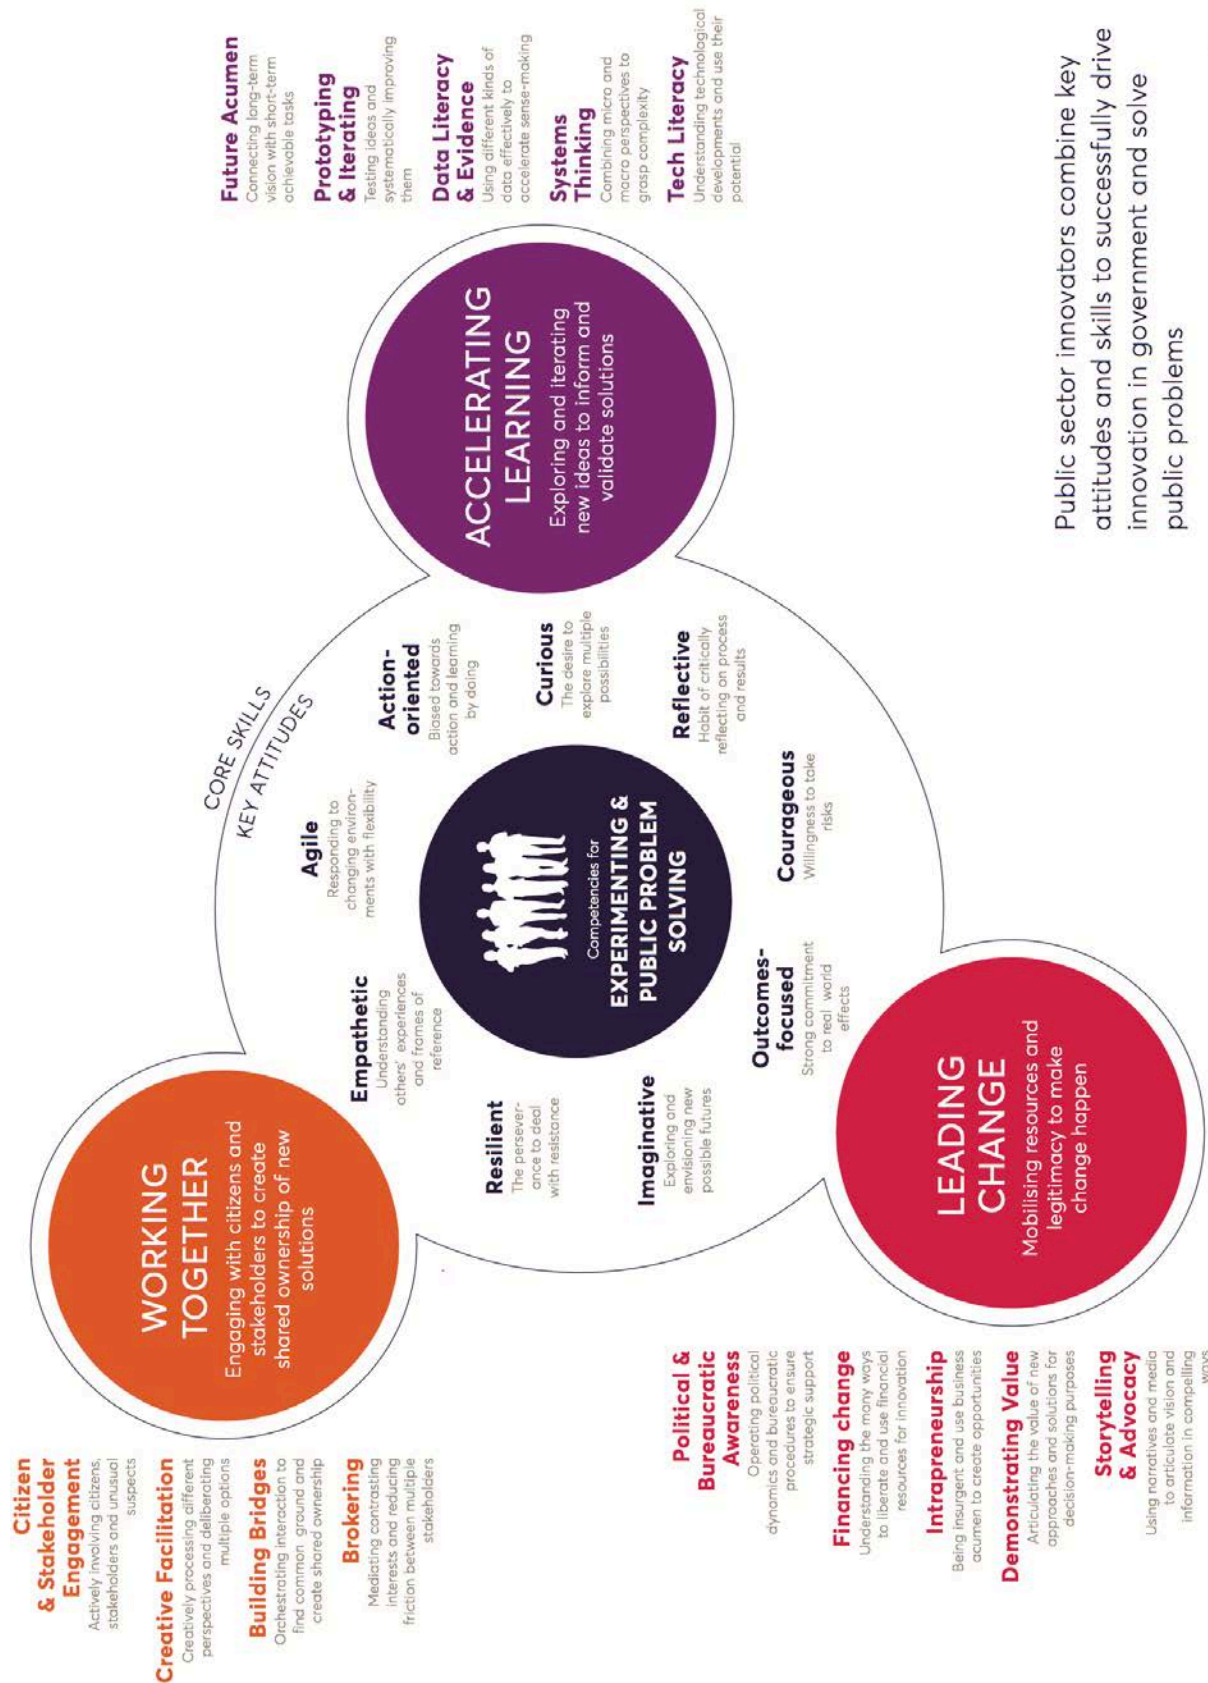 CORE SKILLS
KEY ATTITUDES
WORKING
TOGETHER
Engaging with citizens and
stakeholders to create
shared ownership of new
solutions
Citizen
& Stakeholder
Engagement
Actively involving citizens,
stakeholders and unusual
suspects
Creative Facilitation
Creatively processing different
perspectives and deliberating
multiple options
Building Bridges
Orchestrating interaction to
find common ground and
create shared ownership
Brokering
Mediating contrasting
interests and reducing
friction between multiple
stakeholders
ACCELERATING
LEARNING
Exploring and iterating
new ideas to inform and
validate solutions
Future Acumen
Connecting long-term
vision with short-term
achievable tasks
Prototyping
& Iterating
Testing ideas and
systematically improving
them
Data Literacy
& Evidence
Using different kinds of
data effectively to
accelerate sense-making
Systems
Thinking
Combining micro and
macro perspectives to
grasp complexity
Tech Literacy
Understanding technological
developments and use their
potential
Agile
Responding to
changing environ-
ments with flexibility
Action-
oriented
Biased towards
action and learning
by doing
Empathetic
Understanding
others' experiences
and frames of
reference
Curious
The desire to
explore multiple
possibilities
Resilient
The persever-
ance to deal
with resistance
Reflective
Habit of critically
reflecting on process
and results
Imaginative
Exploring and
envisioning new
possible futures
Outcomes-
focused
Strong commitment
to real world
effects
Courageous
Willingness to take
risks
Competencies for
EXPERIMENTING &
PUBLIC PROBLEM
SOLVING
LEADING
CHANGE
Mobilising resources and
legitimacy to make
change happen
Political &
Bureaucratic
Awareness
Operating political
dynamics and bureaucratic
procedures to ensure
strategic support
Financing change
Understanding the many ways
to liberate and use financial
resources for innovation
Intrapreneurship
Being insurgent and use business
acumen to create opportunities
Demonstrating Value
Articulating the value of new
approaches and solutions for
decision-making purposes
Storytelling
& Advocacy
Using narratives and media
to articulate vision and
information in compelling
ways
Public sector innovators combine key
attitudes and skills to successfully drive
innovation in government and solve
public problems